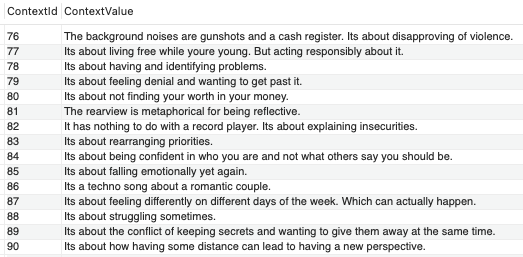 ContextId ContextValue
76 The background noises are gunshots and a cash register. Its about disapproving of violence.
77 Its about living free while youre young. But acting responsibly about it.
78 Its about having and identifying problems.
79 Its about feeling denial and wanting to get past it.
80 Its about not finding your worth in your money.
81 The rearview is metaphorical for being reflective.
82 It has nothing to do with a record player. Its about explaining insecurities.
83 Its about rearranging priorities.
84 Its about being confident in who you are and not what others say you should be.
85 Its about falling emotionally yet again.
86 Its a techno song about a romantic couple.
87 Its about feeling differently on different days of the week. Which can actually happen.
88 Its about struggling sometimes.
89 Its about the conflict of keeping secrets and wanting to give them away at the same time.
90 Its about how having some distance can lead to having a new perspective.